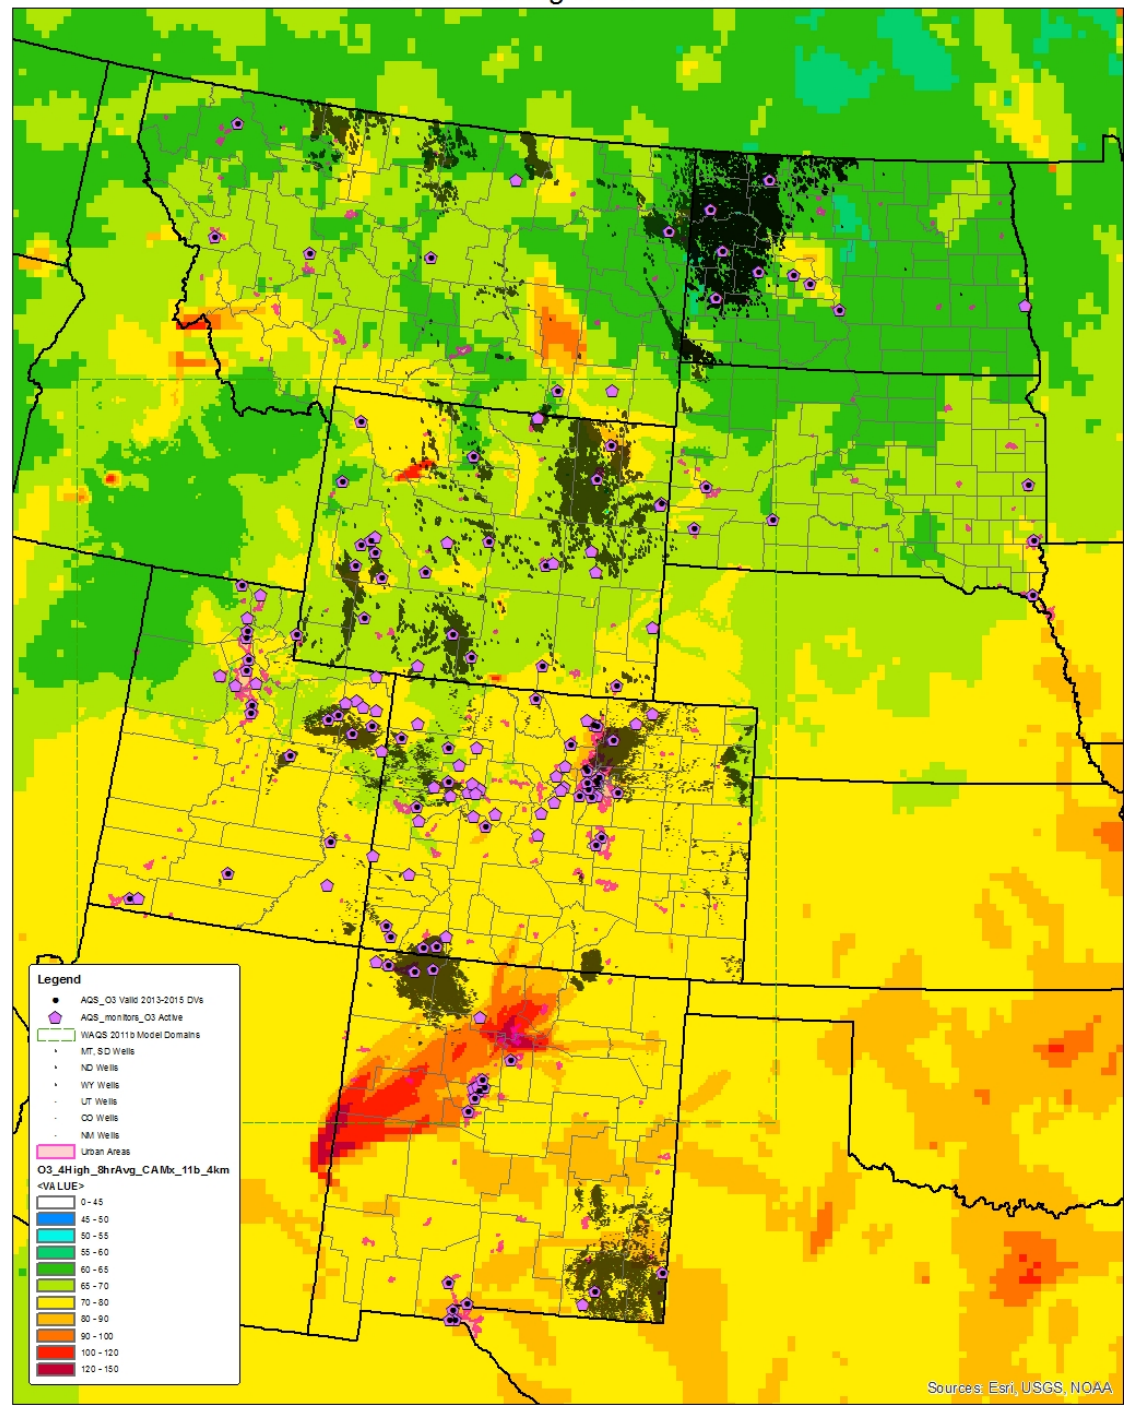 Legend
AQS_O3 Valid 2013-2015 DVs
AQS_monitors_O3 Active
WAQS 2011b Model Domains
MT, SD Wells
ND Wells
WY Wells
UT Wells
CO Wells
NM Wells
Urban Areas
O3_4High_8hrAvg_CAMx_11b_4km
<VALUE>
0 - 45
45 - 50
50 - 55
55 - 60
60 - 65
65 - 70
70 - 80
80 - 90
90 - 100
100 - 120
120 - 150
Sources: Esri, USGS, NOAA